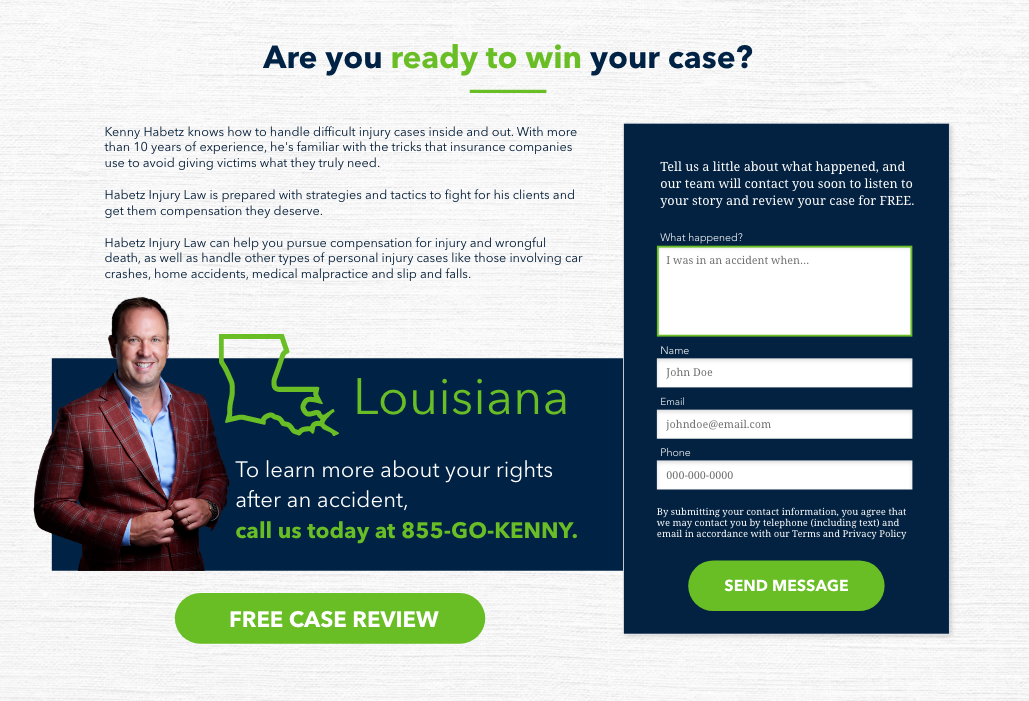 Are you ready to win your case?
Kenny Habetz knows how to handle difficult injury cases inside and out. With more
than 10 years of experience, he's familiar with the tricks that insurance companies
use to avoid giving victims what they truly need.
Habetz Injury Law is prepared with strategies and tactics to fight for his clients and
get them compensation they deserve.
Habetz Injury Law can help you pursue compensation for injury and wrongful
death, as well as handle other types of personal injury cases like those involving car
crashes, home accidents, medical malpractice and slip and falls.
Louisiana
To learn more about your rights
after an accident,
call us today at 855-GO-KENNY.
FREE CASE REVIEW
Tell us a little about what happened, and
our team will contact you soon to listen to
your story and review your case for FREE.
What happened?
I was in an accident when...
Name
John Doe
Email
johndoe@email.com
Phone
000-000-0000
By submitting your contact information, you agree that
we may contact you by telephone (including text) and
email in accordance with our Terms and Privacy Policy
SEND MESSAGE